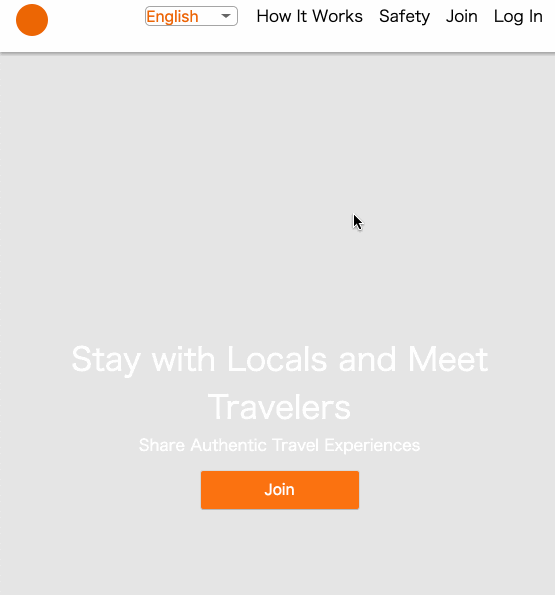 English
How It Works
Safety
Join
Log In
Stay with Locals and Meet
Travelers
Share Authentic Travel Experiences
Join